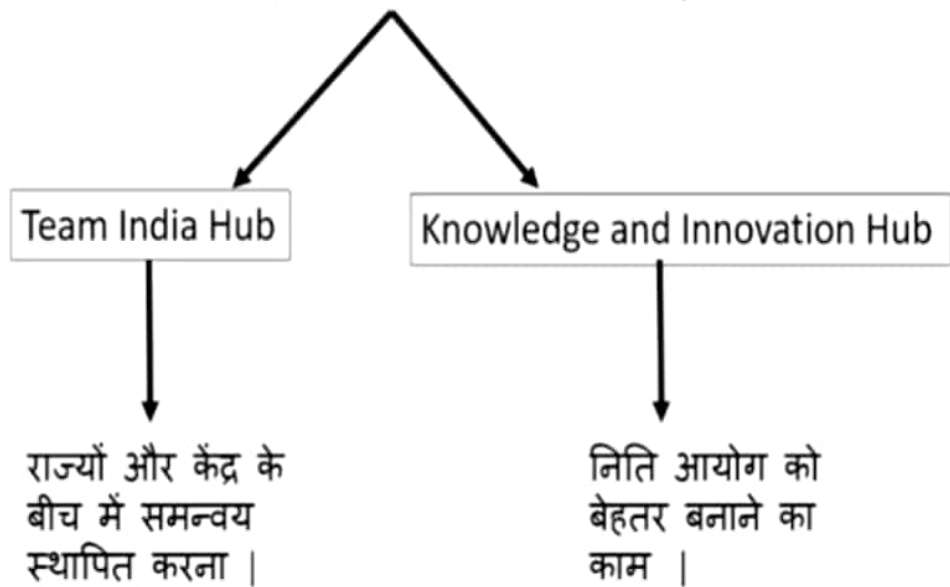 Team India Hub
Knowledge and Innovation Hub
राज्यों और केंद्र के
बीच में समन्वय
स्थापित करना |
निति आयोग को
बेहतर बनाने का
काम |